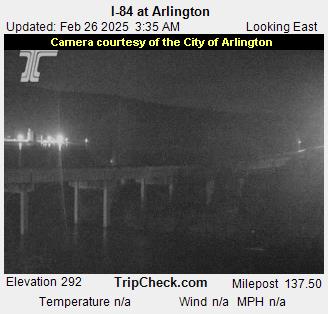 I-84 at Arlington
Updated: Feb 26 2025 3:35 AM Looking East
Camera courtesy of the City of Arlington
Elevation 292 TripCheck.com Milepost 137.50
Temperature n/a Wind n/a MPH n/a